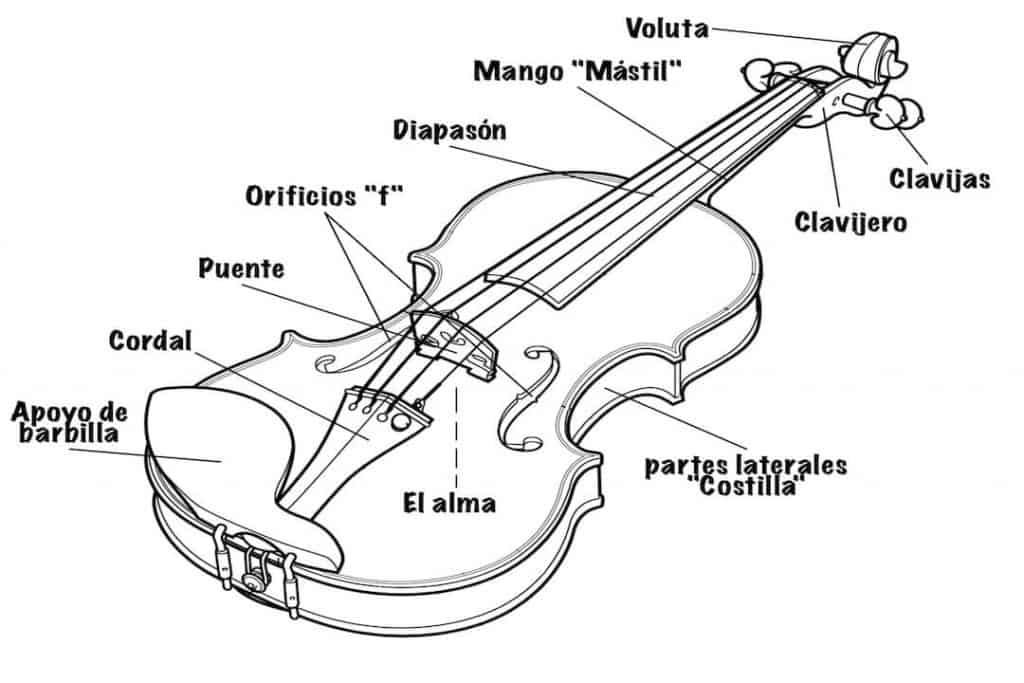 Voluta
Mango "Mástil"
Diapasón
Clavijas
Orificios "f"
Clavijero
Puente
Cordal
Apoyo de
barbilla
partes laterales
"Costilla"
El alma